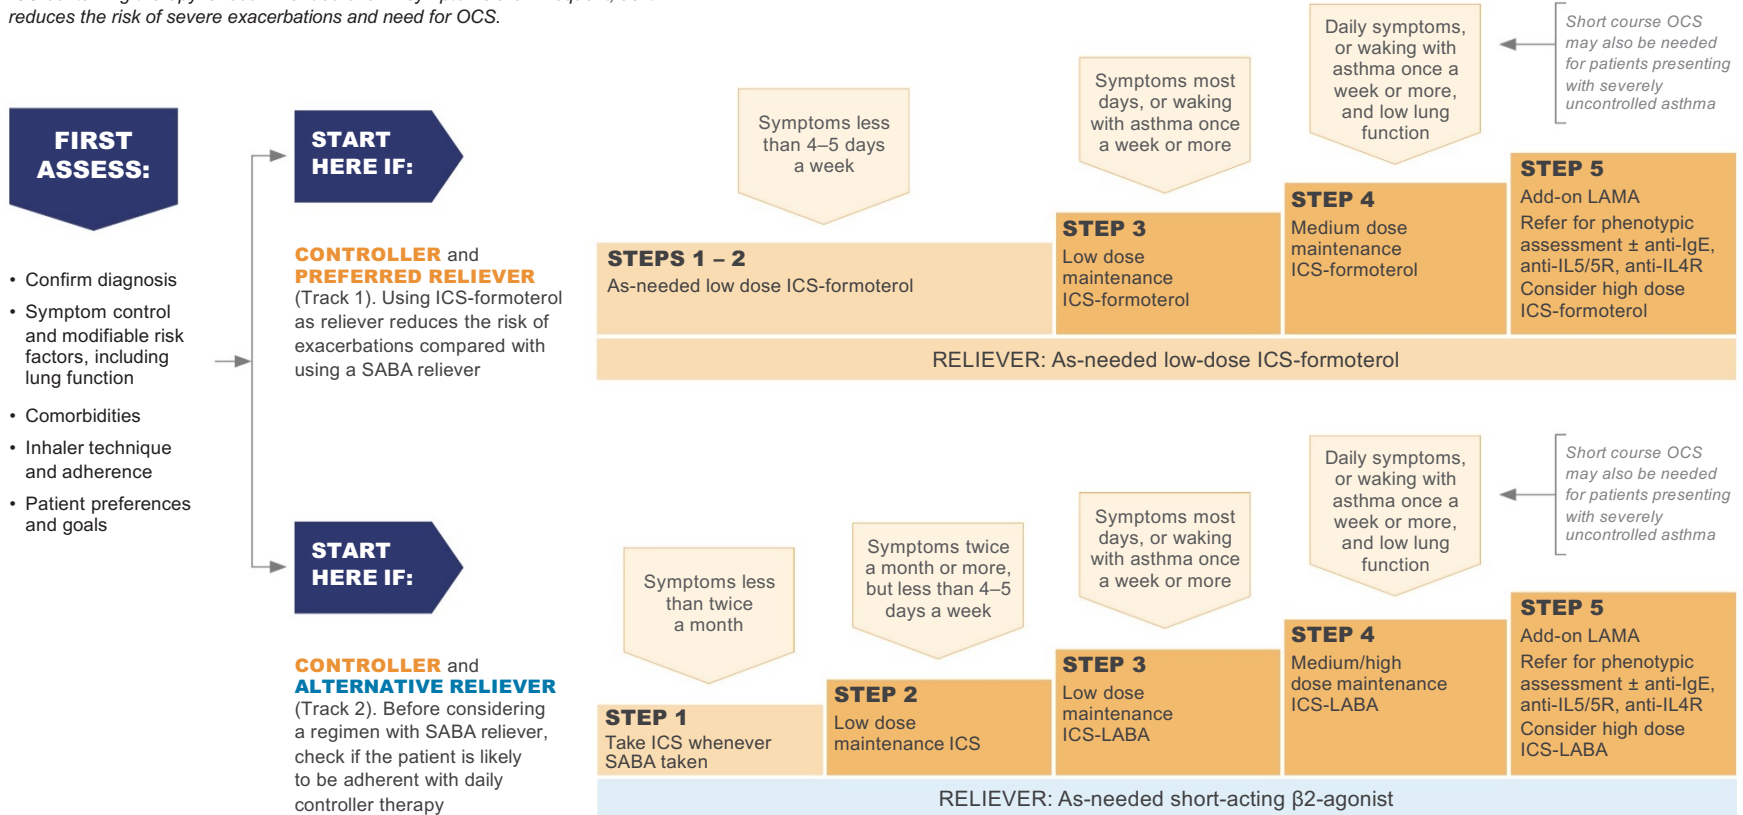 reduces the risk of severe exacerbations and need for OCS.
FIRST
ASSESS:
• Confirm diagnosis
• Symptom control
and modifiable risk
factors, including
lung function
• Comorbidities
• Inhaler technique
and adherence
• Patient preferences
and goals
START
HERE IF:
CONTROLLER and
PREFERRED RELIEVER
(Track 1). Using ICS-formoterol
as reliever reduces the risk of
exacerbations compared with
using a SABA reliever
Symptoms less
than 4–5 days
a week
Symptoms most
days, or waking
with asthma once
a week or more
Daily symptoms,
or waking with
asthma once a
week or more,
and low lung
function
Short course OCS
may also be needed
for patients presenting
with severely
uncontrolled asthma
STEPS 1 – 2
As-needed low dose ICS-formoterol
STEP 3
Low dose
maintenance
ICS-formoterol
STEP 4
Medium dose
maintenance
ICS-formoterol
STEP 5
Add-on LAMA
Refer for phenotypic
assessment ± anti-IgE,
anti-IL5/5R, anti-IL4R
Consider high dose
ICS-formoterol
RELIEVER: As-needed low-dose ICS-formoterol
START
HERE IF:
CONTROLLER and
ALTERNATIVE RELIEVER
(Track 2). Before considering
a regimen with SABA reliever,
check if the patient is likely
to be adherent with daily
controller therapy
Symptoms less
than twice
a month
Symptoms twice
a month or more,
but less than 4–5
days a week
Symptoms most
days, or waking
with asthma once
a week or more
Daily symptoms,
or waking with
asthma once a
week or more,
and low lung
function
Short course OCS
may also be needed
for patients presenting
with severely
uncontrolled asthma
STEP 1
Take ICS whenever
SABA taken
STEP 2
Low dose
maintenance ICS
STEP 3
Low dose
maintenance
ICS-LABA
STEP 4
Medium/high
dose maintenance
ICS-LABA
STEP 5
Add-on LAMA
Refer for phenotypic
assessment ± anti-IgE,
anti-IL5/5R, anti-IL4R
Consider high dose
ICS-LABA
RELIEVER: As-needed short-acting β2-agonist